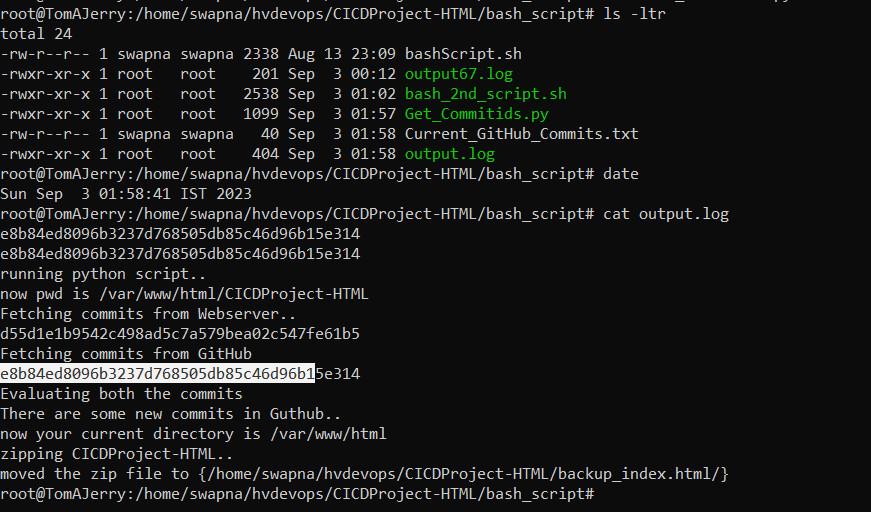 root@TomAJerry:/home/swapna/hvdevops/CICDProject-HTML/bash_script# ls -ltr
total 24
-rw-r--r-- 1 swapna swapna 2338 Aug 13 23:09 bashScript.sh
-rwxr-xr-x 1 root   root    201 Sep  3 00:12 output67.log
-rwxr-xr-x 1 root   root   2538 Sep  3 01:02 bash_2nd_script.sh
-rwxr-xr-x 1 root   root   1099 Sep  3 01:57 Get_Commitids.py
-rw-r--r-- 1 swapna swapna   40 Sep  3 01:58 Current_GitHub_Commits.txt
-rwxr-xr-x 1 root   root    404 Sep  3 01:58 output.log
root@TomAJerry:/home/swapna/hvdevops/CICDProject-HTML/bash_script# date
Sun Sep  3 01:58:41 IST 2023
root@TomAJerry:/home/swapna/hvdevops/CICDProject-HTML/bash_script# cat output.log
e8b84ed8096b3237d768505db85c46d96b15e314
e8b84ed8096b3237d768505db85c46d96b15e314
running python script..
now pwd is /var/www/html/CICDProject-HTML
Fetching commits from Webserver..
d55d1e1b9542c498ad5c7a579bea02c547fe61b5
Fetching commits from GitHub
e8b84ed8096b3237d768505db85c46d96b15e314
Evaluating both the commits
There are some new commits in Guthub..
now your current directory is /var/www/html
zipping CICDProject-HTML..
moved the zip file to {/home/swapna/hvdevops/CICDProject-HTML/backup_index.html/}
root@TomAJerry:/home/swapna/hvdevops/CICDProject-HTML/bash_script#